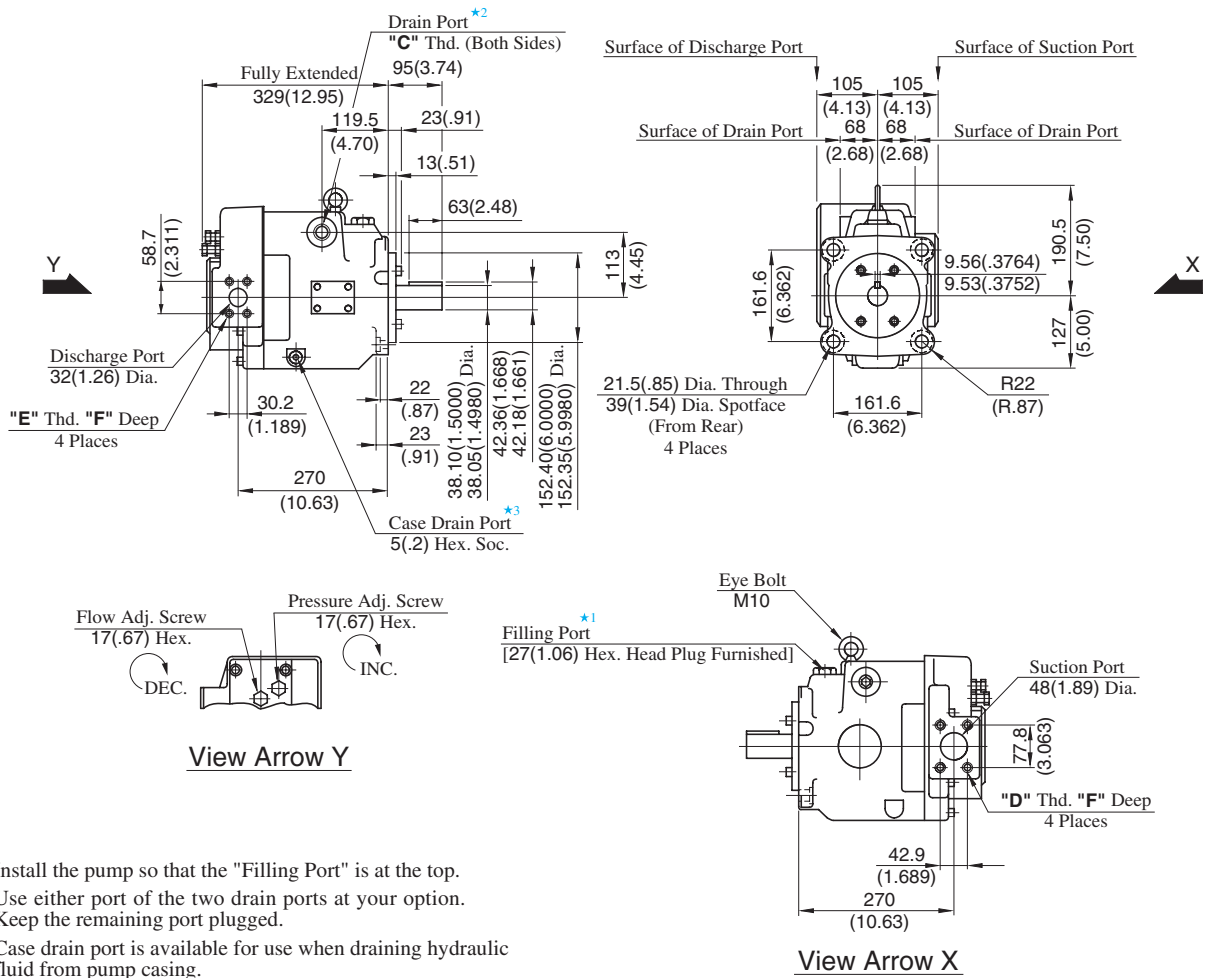 Drain Port ★2
"C" Thd. (Both Sides)
Fully Extended
329(12.95)
95(3.74)
119.5
(4.70)
23(.91)
13(.51)
63(2.48)
58.7
(2.311)
113
(4.45)
Y
Discharge Port
32(1.26) Dia.
"E" Thd. "F" Deep
4 Places
30.2
(1.189)
22
(.87)
23
(.91)
270
(10.63)
38.10(1.5000) Dia.
38.05(1.4980)
42.36(1.668)
42.18(1.661)
152.40(6.0000) Dia.
152.35(5.9980)
Case Drain Port ★3
5(.2) Hex. Soc.
Surface of Discharge Port
Surface of Suction Port
105
(4.13)
105
(4.13)
Surface of Drain Port
68
(2.68)
68
(2.68)
Surface of Drain Port
190.5
(7.50)
9.56(.3764)
9.53(.3752)
X
161.6
(6.362)
127
(5.00)
21.5(.85) Dia. Through
39(1.54) Dia. Spotface
(From Rear)
4 Places
161.6
(6.362)
R22
(R.87)
Flow Adj. Screw
17(.67) Hex.
Pressure Adj. Screw
17(.67) Hex.
DEC.
INC.
View Arrow Y
Eye Bolt
M10
Filling Port ★1
[27(1.06) Hex. Head Plug Furnished]
Suction Port
48(1.89) Dia.
77.8
(3.063)
"D" Thd. "F" Deep
4 Places
42.9
(1.689)
270
(10.63)
View Arrow X
nstall the pump so that the "Filling Port" is at the top.
Use either port of the two drain ports at your option.
Keep the remaining port plugged.
Case drain port is available for use when draining hydraulic
fluid from pump casing.